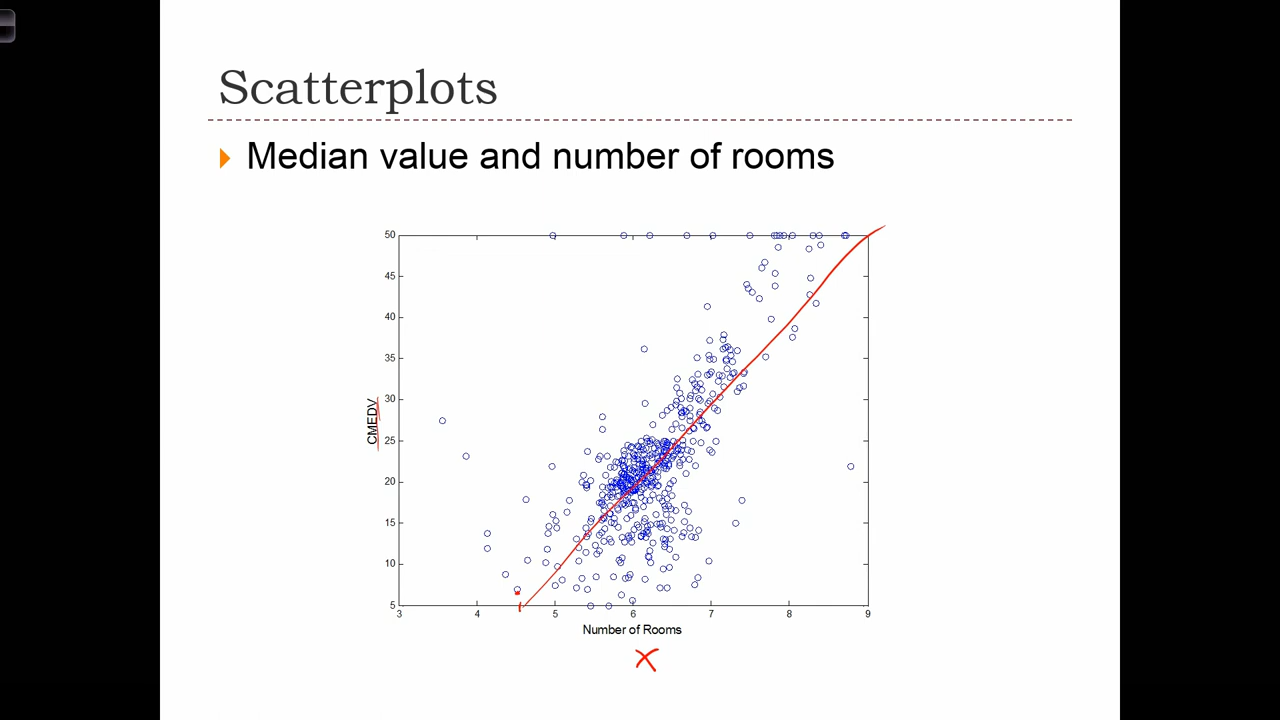 Scatterplots
Median value and number of rooms
50
45
40
35
30
25
20
15
10
5
CMEDV
3 4 5 6 7 8 9
Number of Rooms
X